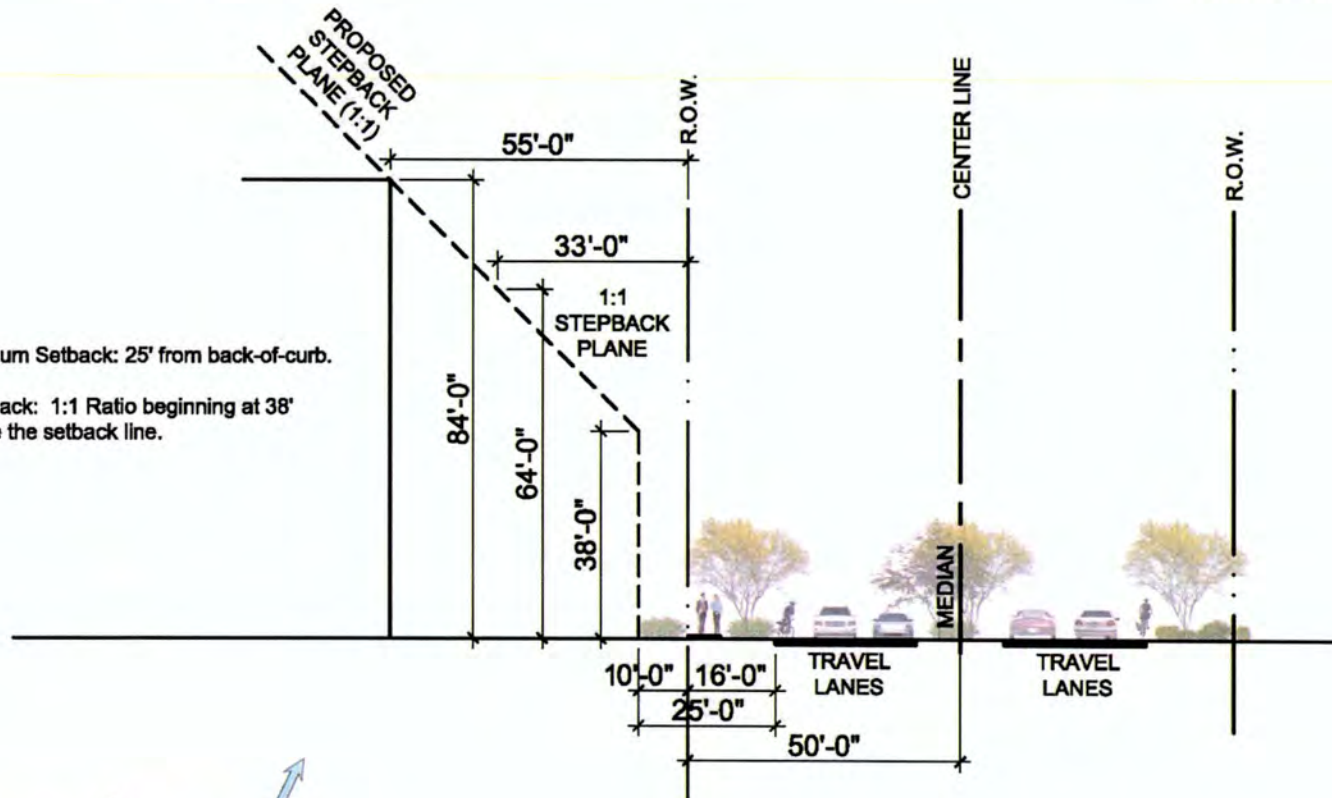 PROPOSED
STEPBACK
PLANE (1:1)
R.O.W.
CENTER LINE
R.O.W.
55'-0"
33'-0"
1:1
STEPBACK
PLANE
um Setback: 25' from back-of-curb.
ack: 1:1 Ratio beginning at 38'
the setback line.
84'-0"
64'-0"
38'-0"
MEDIAN
TRAVEL
LANES
TRAVEL
LANES
10'-0"
16'-0"
25'-0"
50'-0"